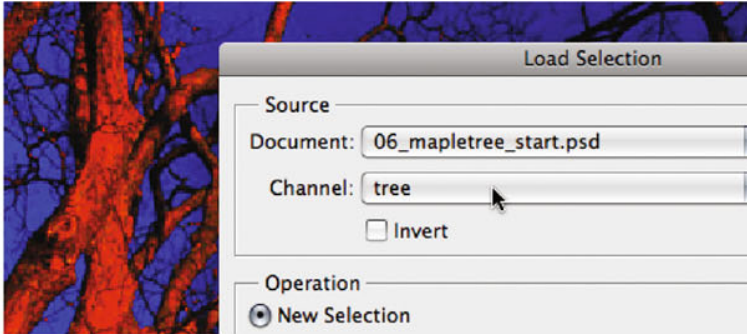 Load Selection
Source
Document: 06_mapletree_start.psd
Channel: tree
Invert
Operation
New Selection